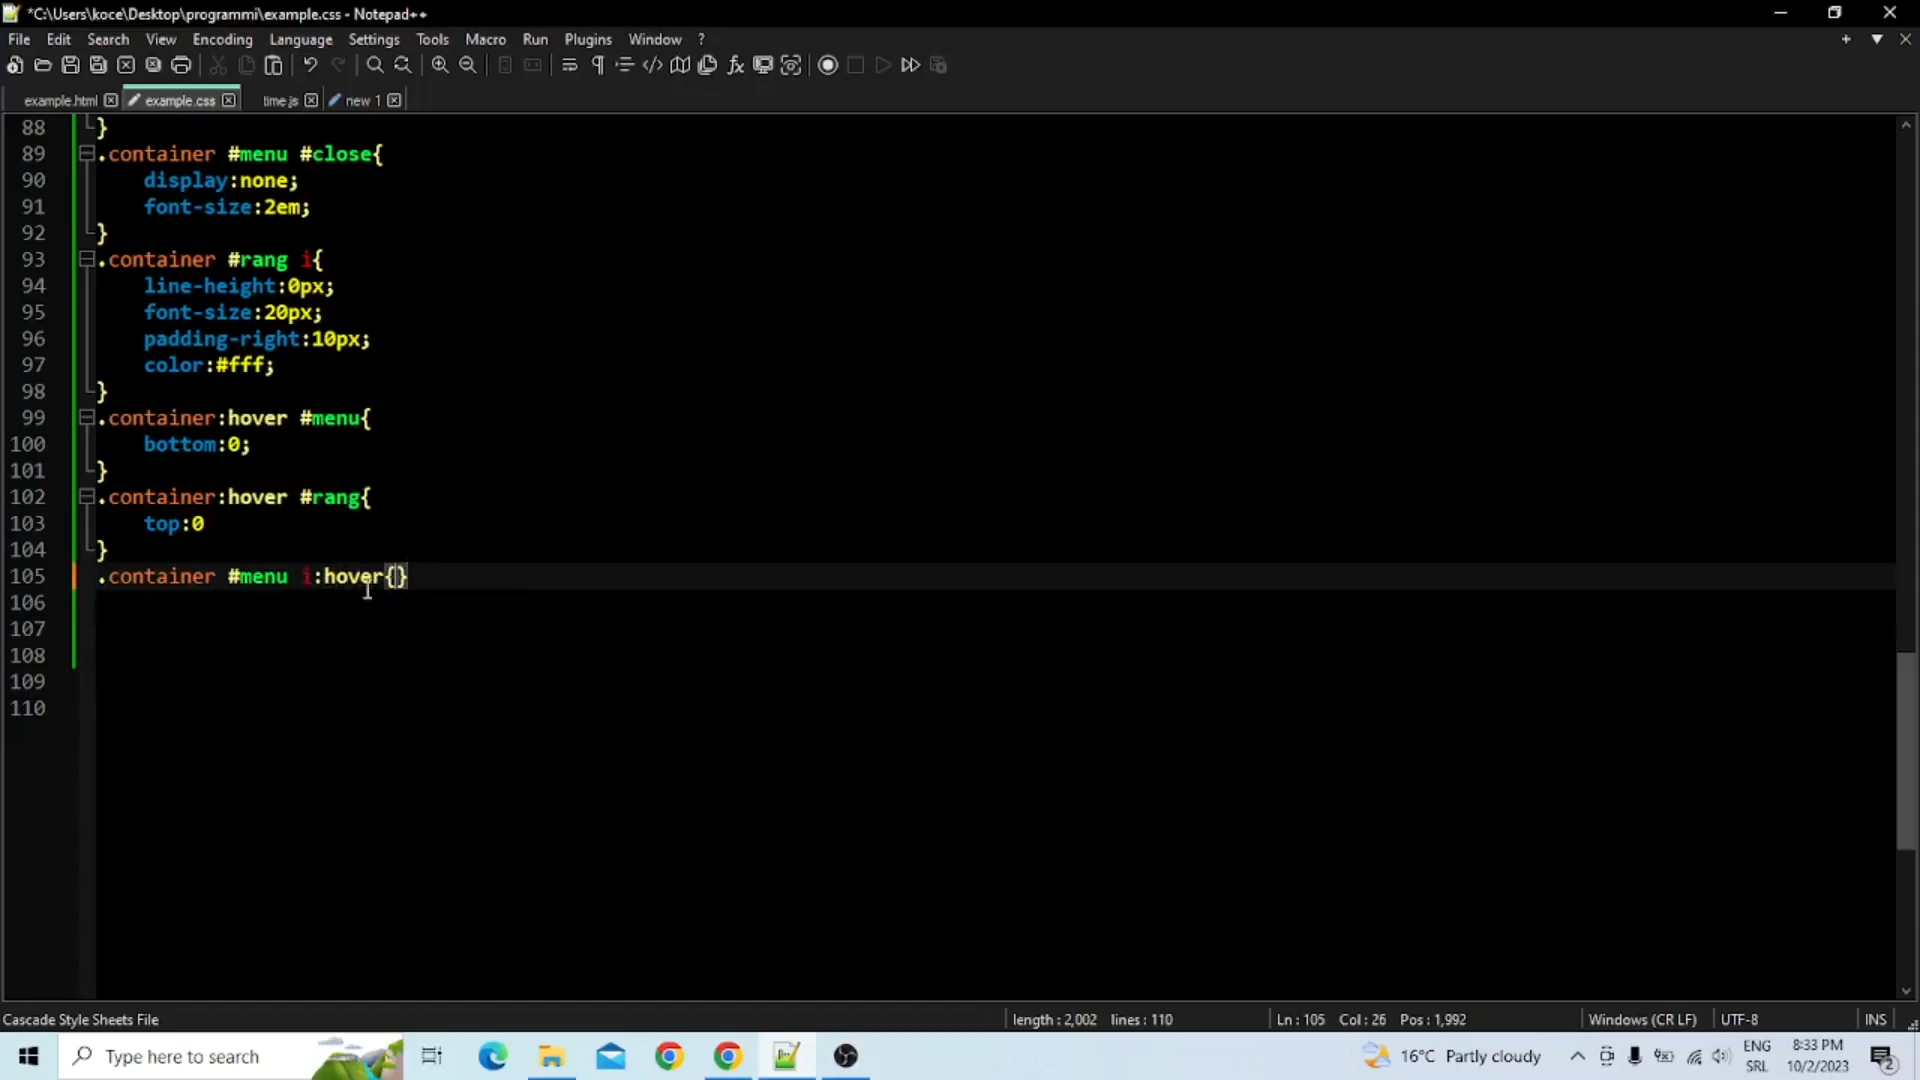 *C:\Users\koce\Desktop\programmi\example.css - Notepad++
File Edit Search View Encoding Language Settings Tools Macro Run Plugins Window ?
example.html example.css time.js new 1
88 }
89 .container #menu #close{
90 display:none;
91 font-size:2em;
92 }
93 .container #rang i{
94 line-height:0px;
95 font-size:20px;
96 padding-right:10px;
97 color:#fff;
98 }
99 .container:hover #menu{
100 bottom:0;
101 }
102 .container:hover #rang{
103 top:0
104 }
105 .container #menu i:hover{}
106
107
108
109
110
Cascade Style Sheets File length : 2,002 lines : 110 Ln : 105 Col : 26 Pos : 1,992 Windows (CR LF) UTF-8 INS
Type here to search 16°C Partly cloudy ENG 8:33 PM
SRL 10/2/2023 2